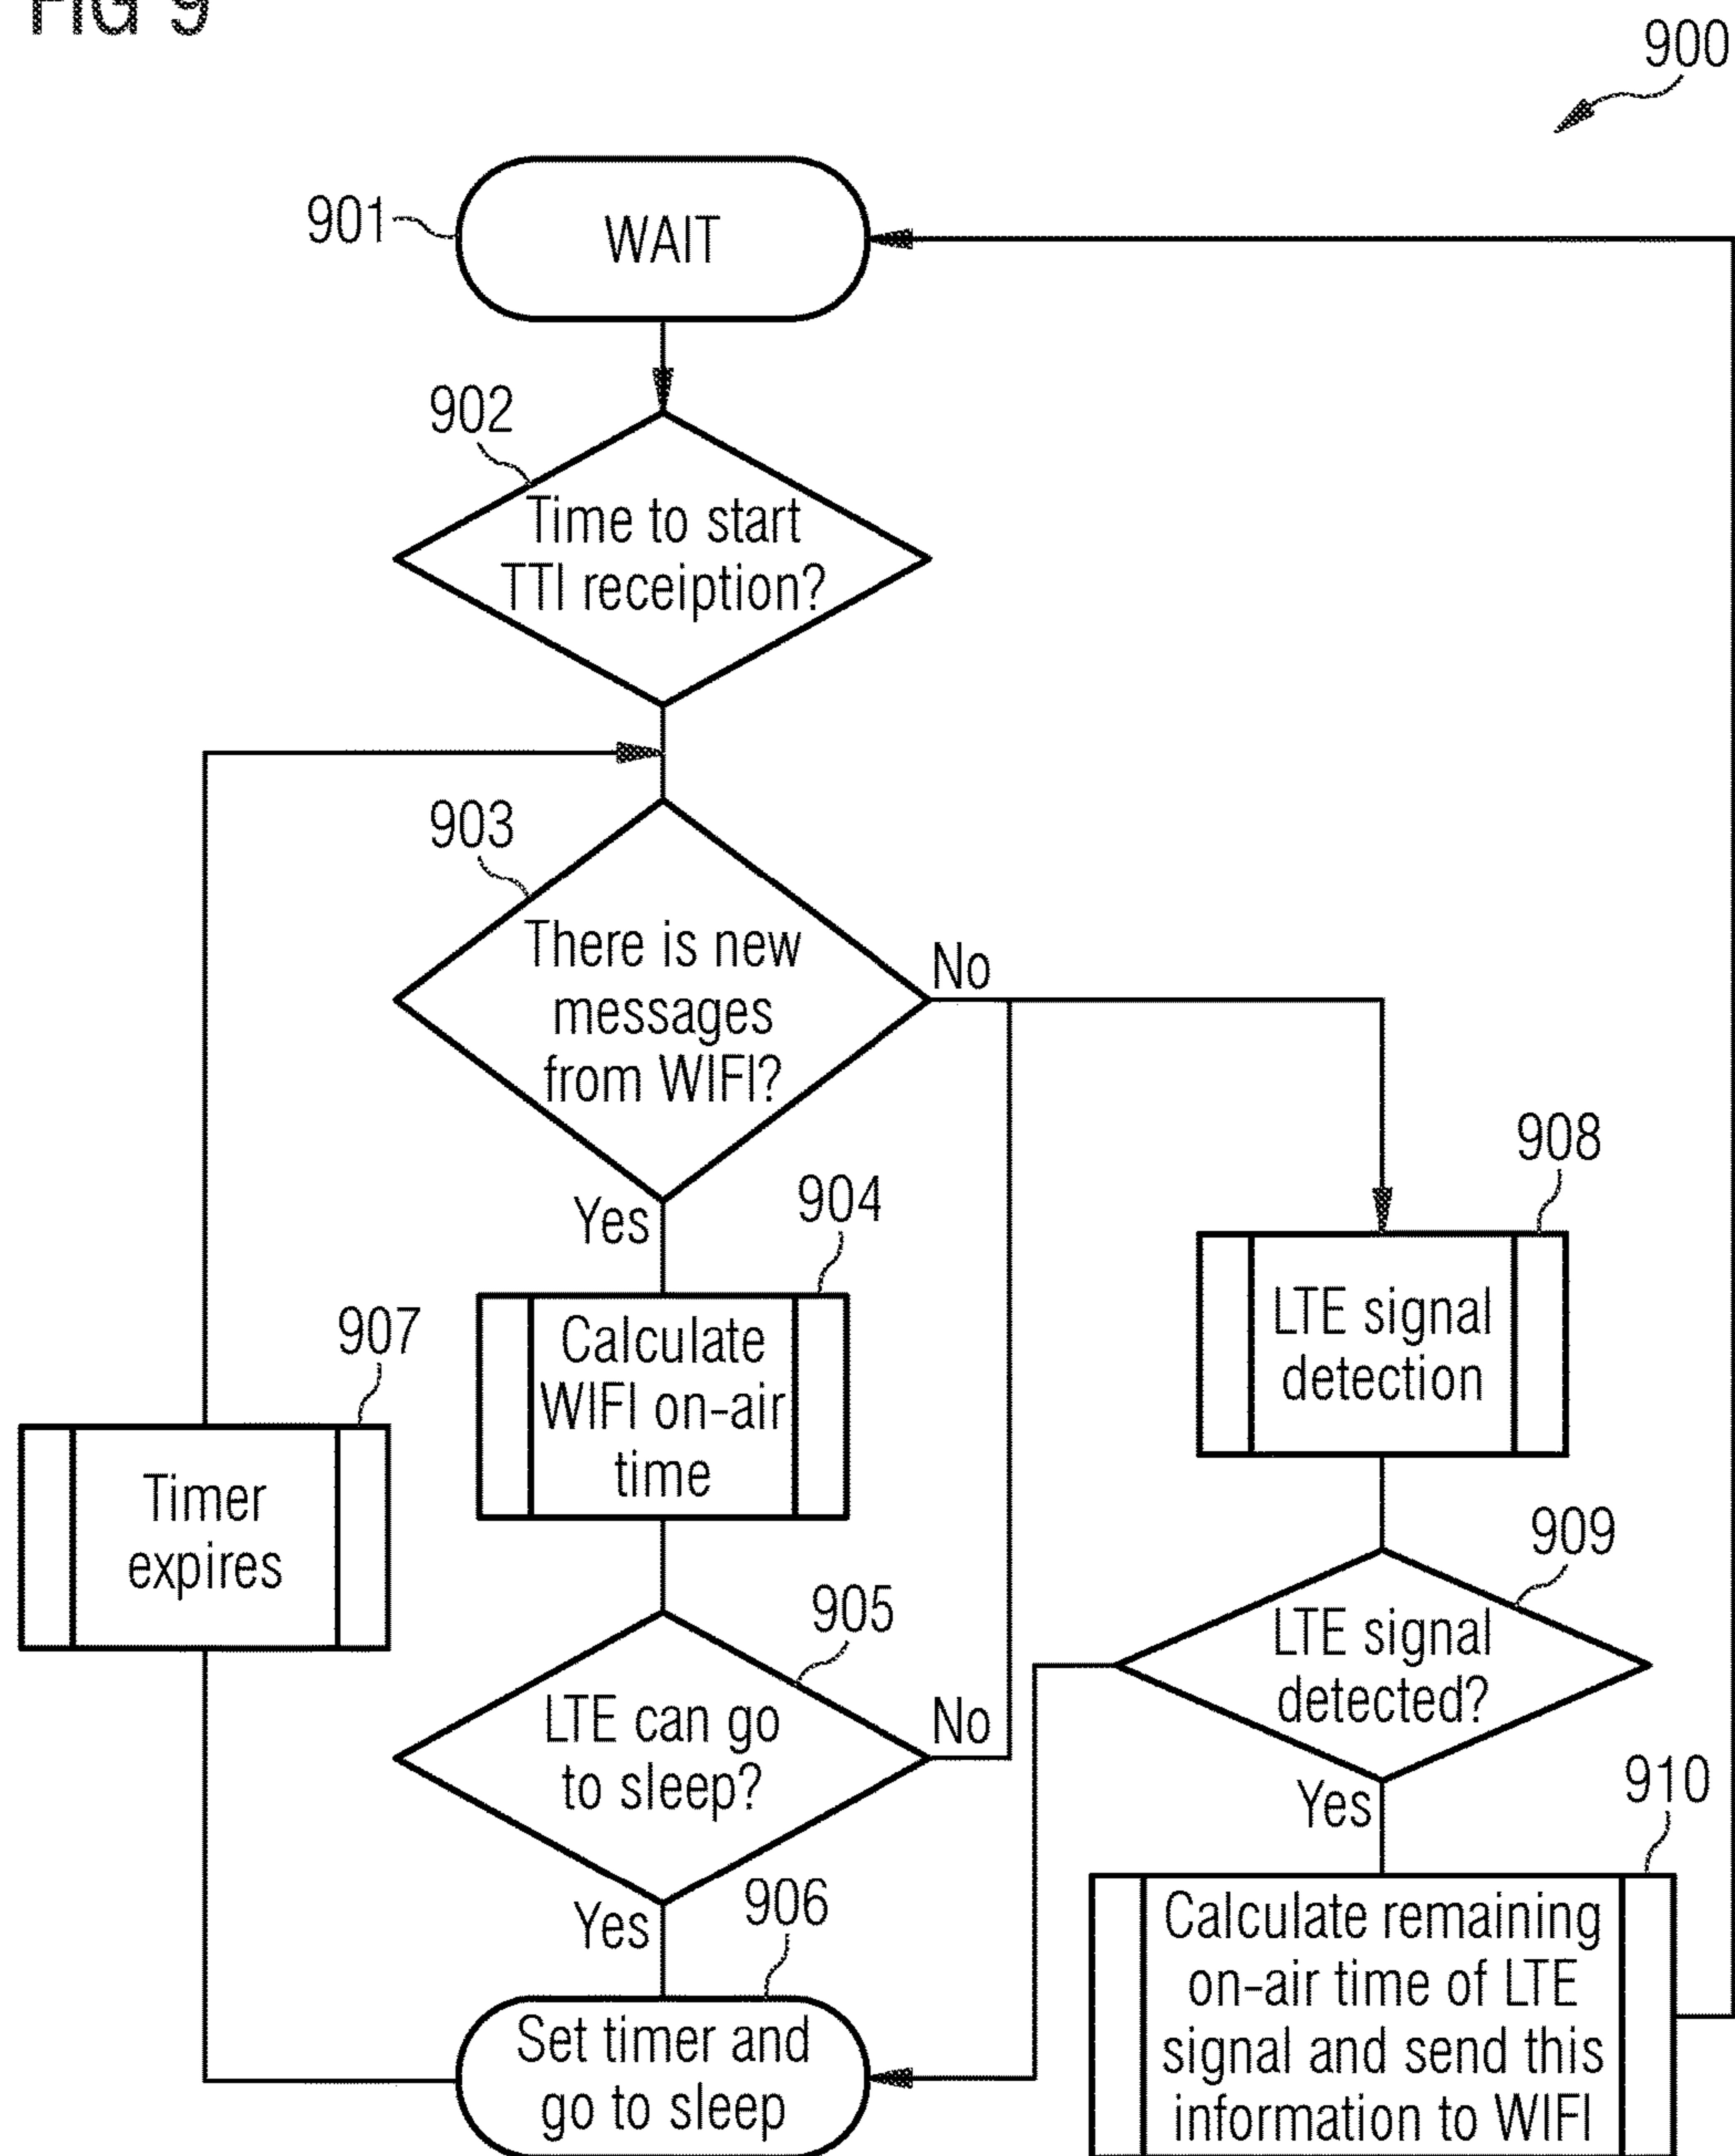 FIG 9
900
901
WAIT
902
Time to start
TTI receiption?
903
There is new
messages
from WIFI?
No
Yes
904
Calculate
WIFI on-air
time
905
LTE can go
to sleep?
No
Yes
906
Set timer and
go to sleep
907
Timer
expires
908
LTE signal
detection
909
LTE signal
detected?
Yes
910
Calculate remaining
on-air time of LTE
signal and send this
information to WIFI